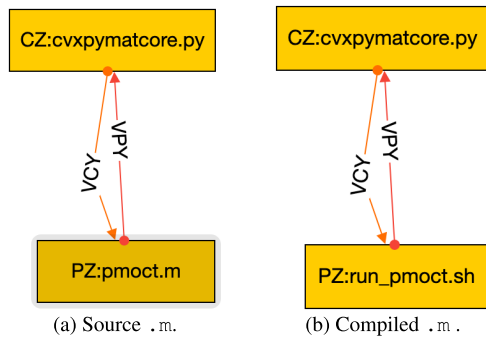 CZ:cvxpymatcore.py
CZ:cvxpymatcore.py
VCY
VPY
VCY
VPY
PZ:pmoct.m
PZ:run_pmoct.sh
(a) Source .m.
(b) Compiled .m .